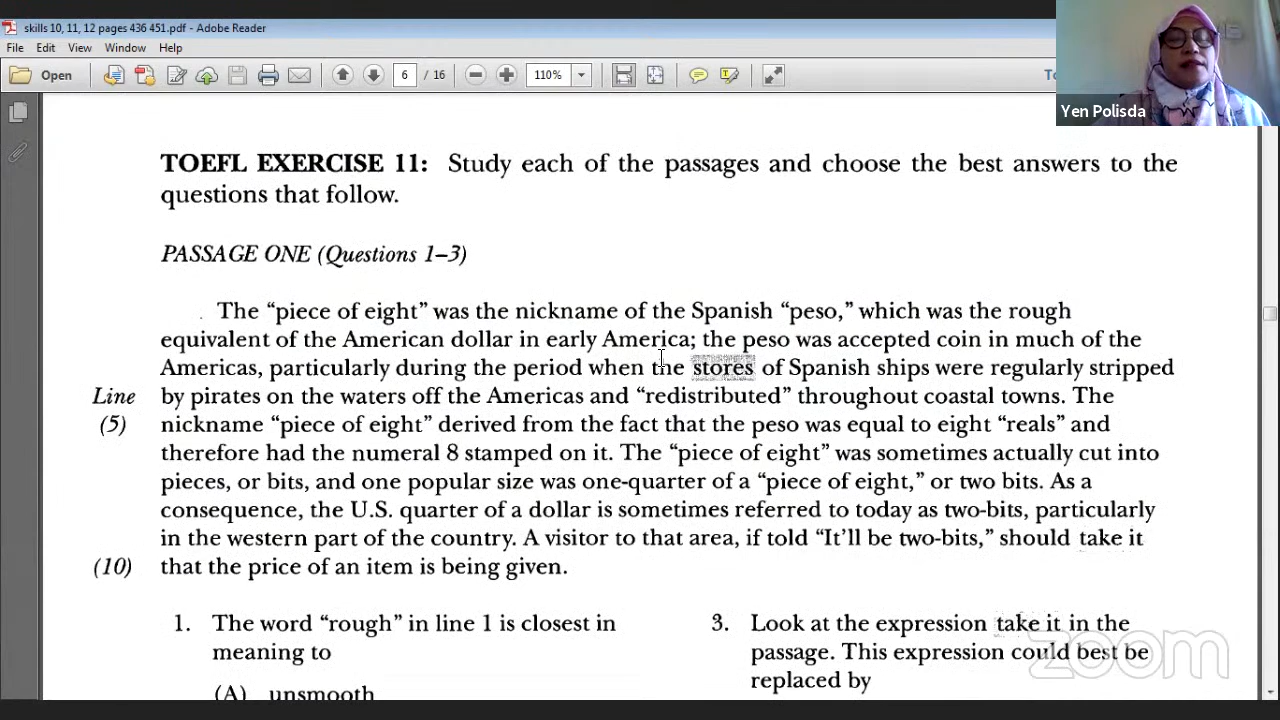 skills 10, 11, 12 pages 436 451.pdf - Adobe Reader
File Edit View Window Help
Open 6 / 16 110% To
Yen Polisda
TOEFL EXERCISE 11: Study each of the passages and choose the best answers to the
questions that follow.
PASSAGE ONE (Questions 1–3)
The “piece of eight” was the nickname of the Spanish “peso,” which was the rough
equivalent of the American dollar in early America; the peso was accepted coin in much of the
Americas, particularly during the period when the stores of Spanish ships were regularly stripped
Line by pirates on the waters off the Americas and “redistributed” throughout coastal towns. The
(5) nickname “piece of eight” derived from the fact that the peso was equal to eight “reals” and
therefore had the numeral 8 stamped on it. The “piece of eight” was sometimes actually cut into
pieces, or bits, and one popular size was one-quarter of a “piece of eight,” or two bits. As a
consequence, the U.S. quarter of a dollar is sometimes referred to today as two-bits, particularly
in the western part of the country. A visitor to that area, if told “It’ll be two-bits,” should take it
(10) that the price of an item is being given.
1. The word “rough” in line 1 is closest in
meaning to
(A) unsmooth
3. Look at the expression take it in the
passage. This expression could best be
replaced by
zoom